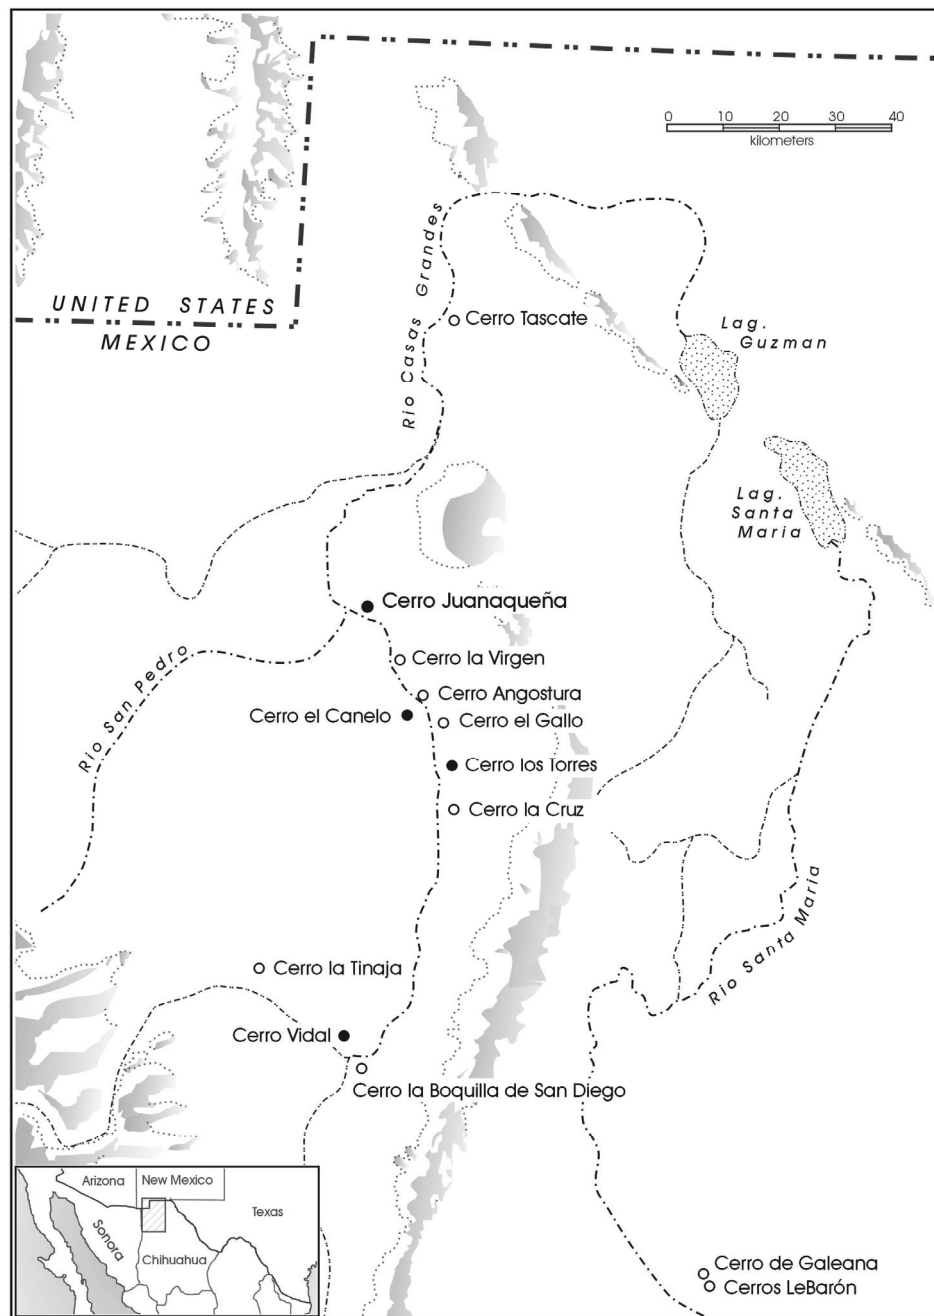 0 10 20 30 40
kilometers
Rio Casas Grandes
UNITED STATES
MEXICO
Cerro Tascate
Lag.
Guzman
Lag.
Santa
Maria
Cerro Juanaqueña
Rio San Pedro
Cerro la Virgen
Cerro Angostura
Cerro el Canelo
Cerro el Gallo
Cerro los Torres
Cerro la Cruz
Rio Santa Maria
Cerro la Tinaja
Cerro Vidal
Cerro la Boquilla de San Diego
Arizona
New Mexico
Texas
Sonora
Chihuahua
Cerro de Galeana
Cerros LeBarón